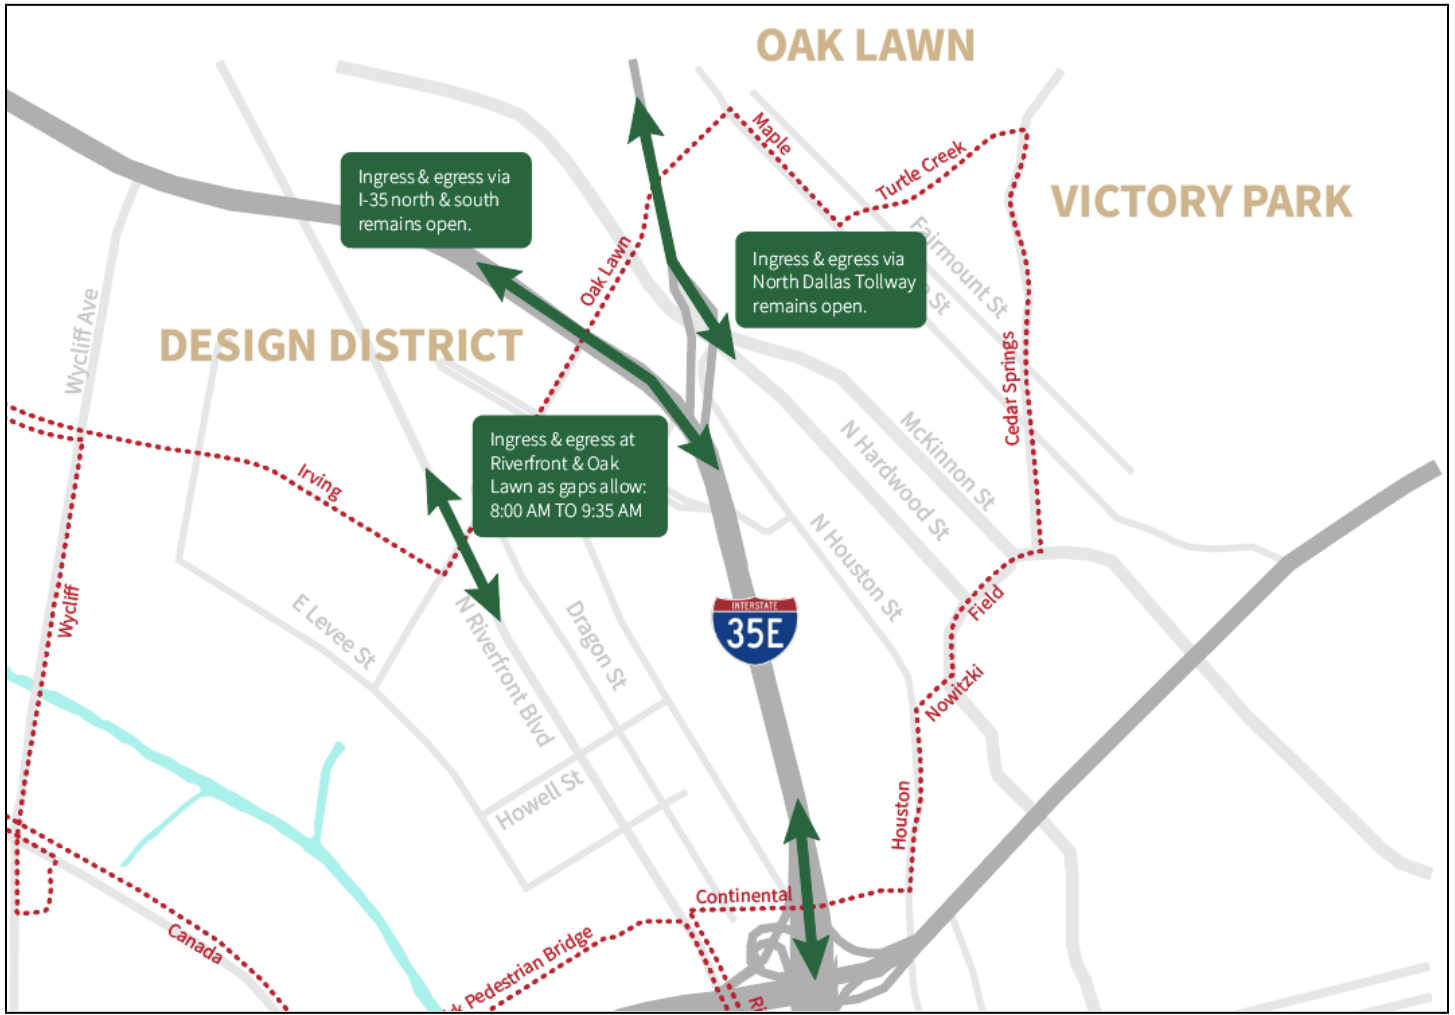 OAK LAWN
Maple
Turtle Creek
Ingress & egress via
I-35 north & south
remains open.
VICTORY PARK
Fairmount St
St
Oak Lawn
Ingress & egress via
North Dallas Tollway
remains open.
Wycliff Ave
DESIGN DISTRICT
Cedar Springs
McKinnon St
N Hardwood St
Ingress & egress at
Riverfront & Oak
Lawn as gaps allow:
8:00 AM TO 9:35 AM
Irving
N Houston St
Wycliff
E Levee St
N Riverfront Blvd
Dragon St
INTERSTATE
35E
Field
Nowitzki
Howell St
Houston
Continental
Canada
Pedestrian Bridge